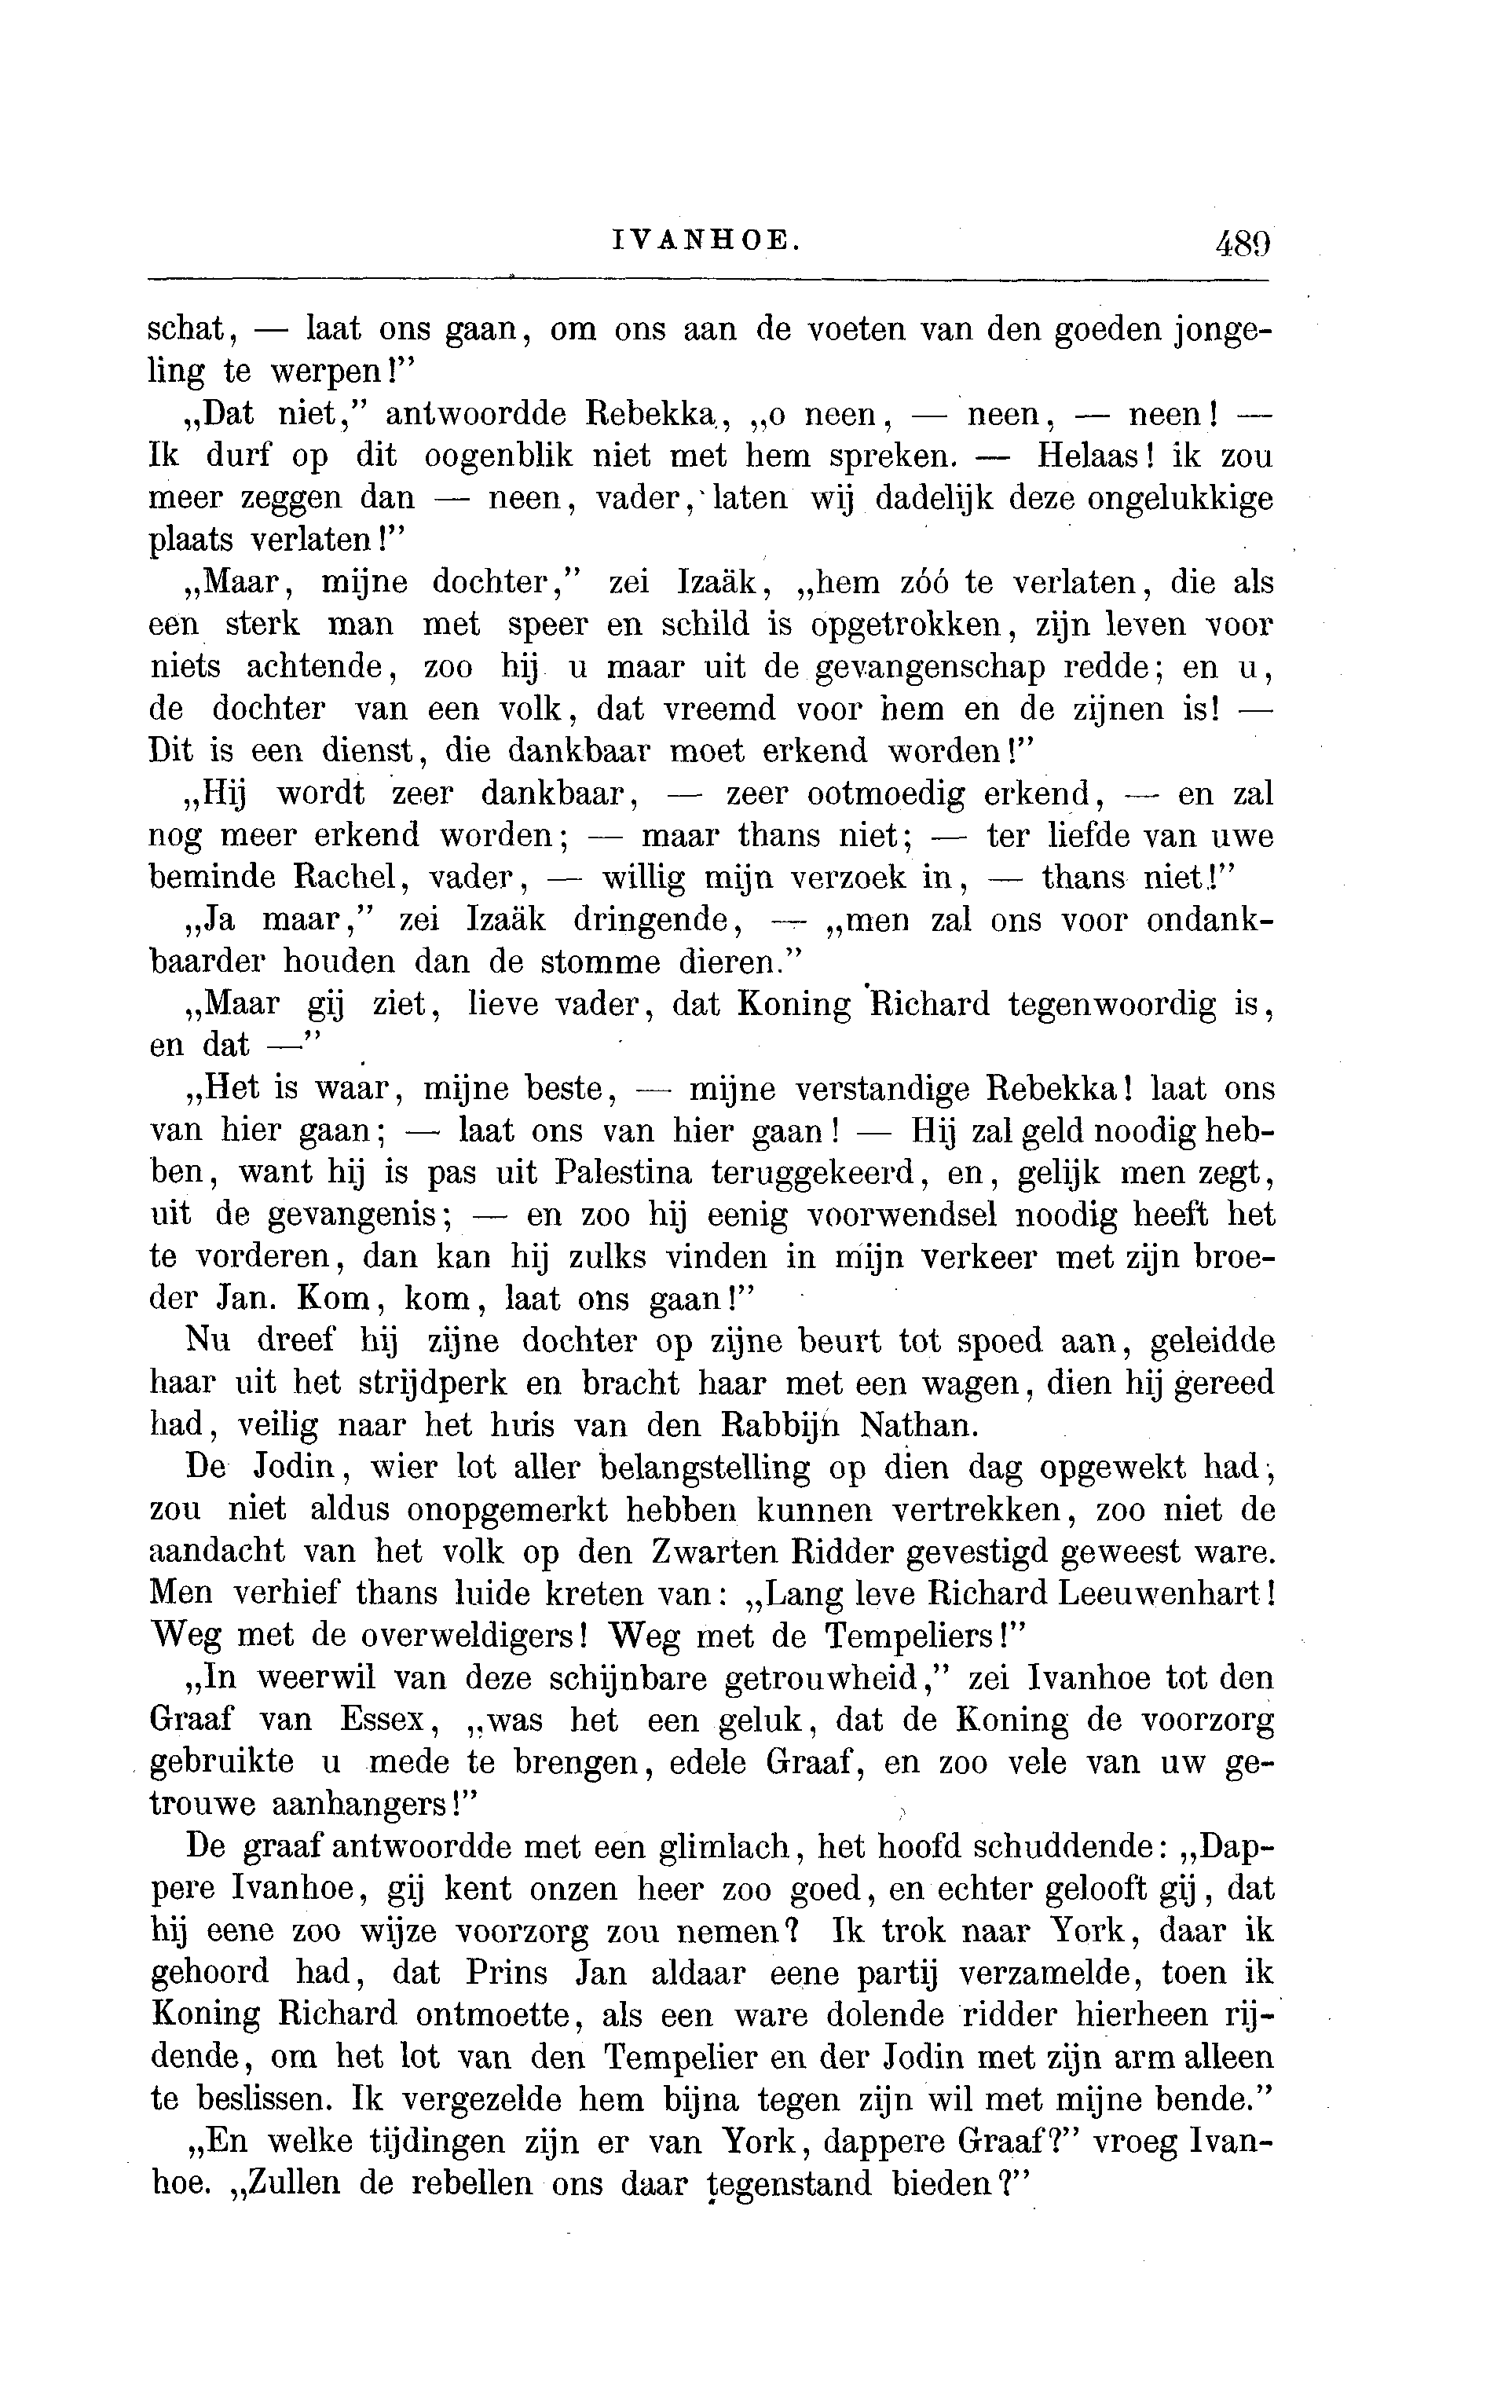 IVANHOE. 489
schat, — laat ons gaan, om ons aan de voeten van den goeden jonge-
ling te werpen!”
„Dat niet,” antwoordde Rebekka, „o neen, — neen, — neen! —
Ik durf op dit oogenblik niet met hem spreken. — Helaas! ik zou
meer zeggen dan — neen, vader, laten wij dadelijk deze ongelukkige
plaats verlaten!”
„Maar, mijne dochter,” zei Izaäk, „hem zóó te verlaten, die als
een sterk man met speer en schild is opgetrokken, zijn leven voor
niets achtende, zoo hij u maar uit de gevangenschap redde; en u,
de dochter van een volk, dat vreemd voor hem en de zijnen is! —
Dit is een dienst, die dankbaar moet erkend worden!”
„Hij wordt zeer dankbaar, — zeer ootmoedig erkend, — en zal
nog meer erkend worden; — maar thans niet; — ter liefde van uwe
beminde Rachel, vader, — willig mijn verzoek in, — thans niet!”
„Ja maar,” zei Izaäk dringende, — „men zal ons voor ondank-
baarder houden dan de stomme dieren.”
„Maar gij ziet, lieve vader, dat Koning Richard tegenwoordig is,
en dat —”
„Het is waar, mijne beste, — mijne verstandige Rebekka! laat ons
van hier gaan; — laat ons van hier gaan! — Hij zal geld noodig heb-
ben, want hij is pas uit Palestina teruggekeerd, en, gelijk men zegt,
uit de gevangenis; — en zoo hij eenig voorwendsel noodig heeft het
te vorderen, dan kan hij zulks vinden in mijn verkeer met zijn broe-
der Jan. Kom, kom, laat ons gaan!”
Nu dreef hij zijne dochter op zijne beurt tot spoed aan, geleidde
haar uit het strijdperk en bracht haar met een wagen, dien hij gereed
had, veilig naar het huis van den Rabbijn Nathan.
De Jodin, wier lot aller belangstelling op dien dag opgewekt had,
zou niet aldus onopgemerkt hebben kunnen vertrekken, zoo niet de
aandacht van het volk op den Zwarten Ridder gevestigd geweest ware.
Men verhief thans luide kreten van: „Lang leve Richard Leeuwenhart!
Weg met de overweldigers! Weg met de Tempeliers!”
„In weerwil van deze schijnbare getrouwheid,” zei Ivanhoe tot den
Graaf van Essex, „was het een geluk, dat de Koning de voorzorg
gebruikte u mede te brengen, edele Graaf, en zoo vele van uw ge-
trouwe aanhangers!”
De graaf antwoordde met een glimlach, het hoofd schuddende: „Dap-
pere Ivanhoe, gij kent onzen heer zoo goed, en echter gelooft gij, dat
hij eene zoo wijze voorzorg zou nemen? Ik trok naar York, daar ik
gehoord had, dat Prins Jan aldaar eene partij verzamelde, toen ik
Koning Richard ontmoette, als een ware dolende ridder hierheen rij-
dende, om het lot van den Tempelier en der Jodin met zijn arm alleen
te beslissen. Ik vergezelde hem bijna tegen zijn wil met mijne bende.”
„En welke tijdingen zijn er van York, dappere Graaf?” vroeg Ivan-
hoe. „Zullen de rebellen ons daar tegenstand bieden?”